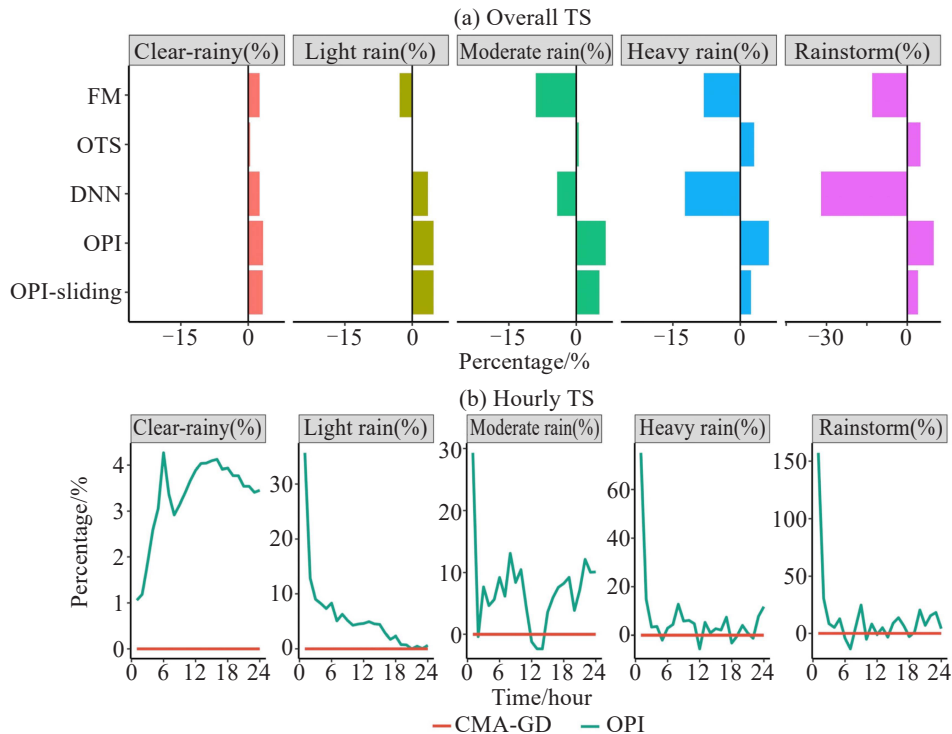 (a) Overall TS
Clear-rainy(%) Light rain(%) Moderate rain(%) Heavy rain(%) Rainstorm(%)
FM
OTS
DNN
OPI
OPI-sliding
−15 0 −15 0 −15 0 −15 0 −30 0
Percentage/%
(b) Hourly TS
Clear-rainy(%) Light rain(%) Moderate rain(%) Heavy rain(%) Rainstorm(%)
Percentage/%
4 3 2 1 0
30 20 10 0
30 20 10 0
60 40 20 0
150 100 50 0
0 6 12 18 24 0 6 12 18 24 0 6 12 18 24 0 6 12 18 24 0 6 12 18 24
Time/hour
CMA-GD OPI